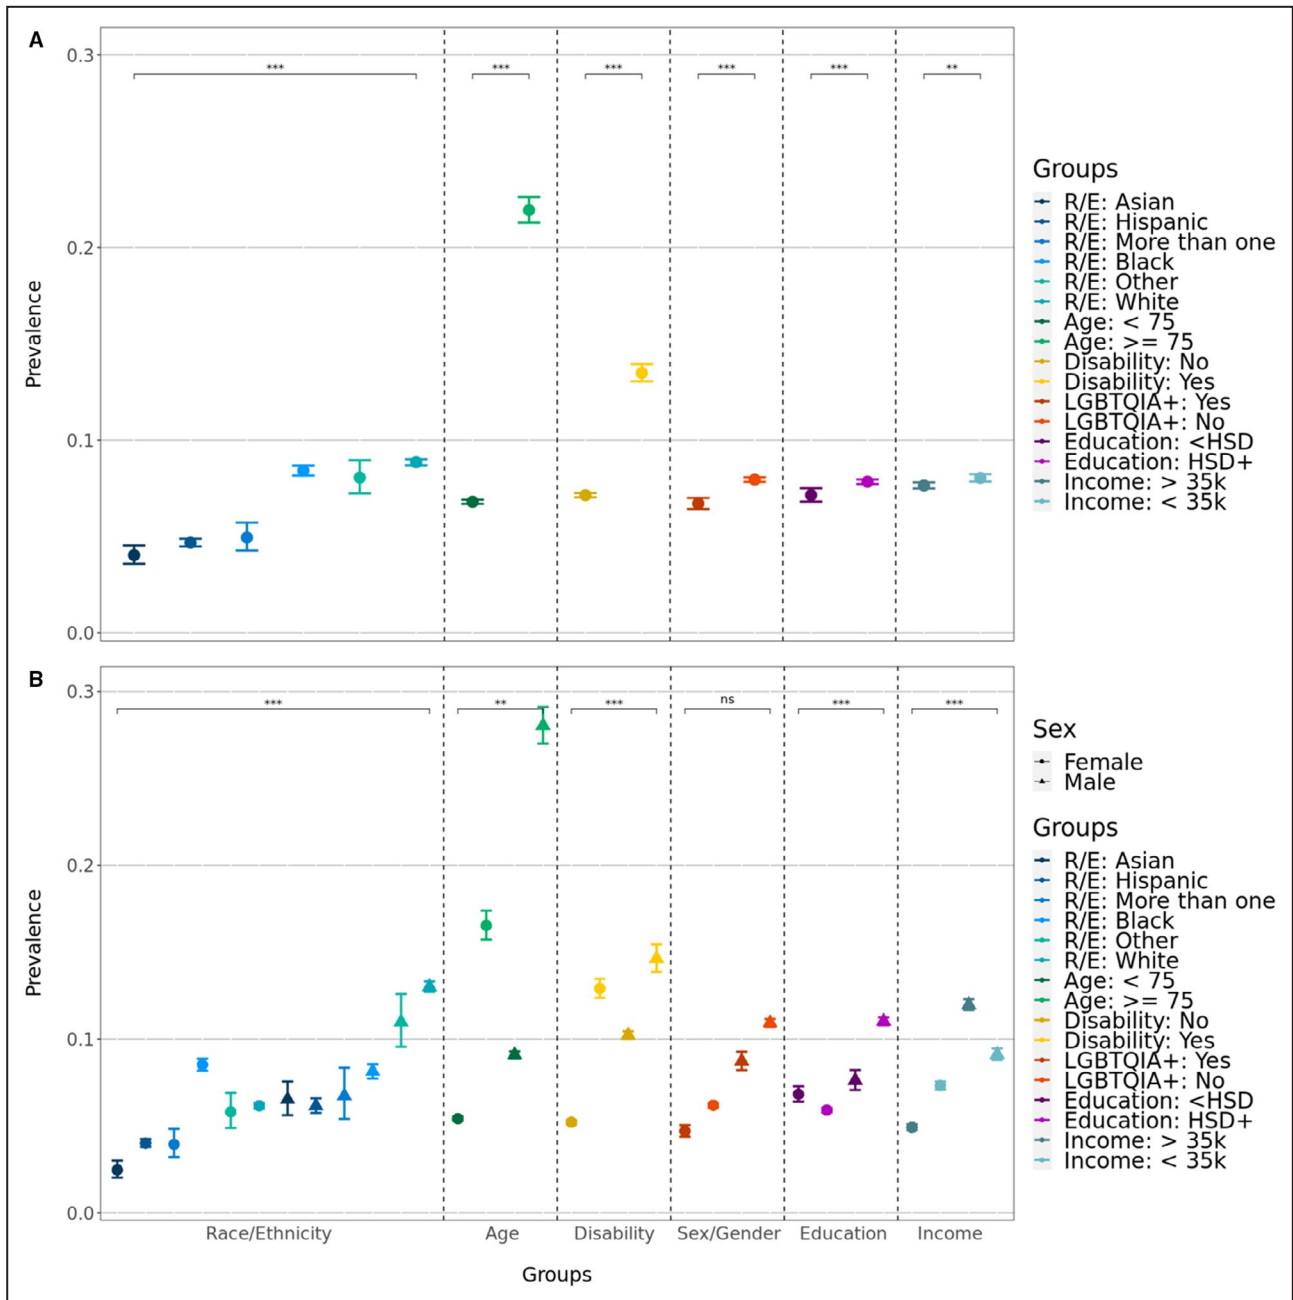 A
0.3
*** *** *** *** *** **
0.2
0.1
0.0
Prevalence
Groups
R/E: Asian
R/E: Hispanic
R/E: More than one
R/E: Black
R/E: Other
R/E: White
Age: < 75
Age: >= 75
Disability: No
Disability: Yes
LGBTQIA+: Yes
LGBTQIA+: No
Education: <HSD
Education: HSD+
Income: > 35k
Income: < 35k
B
0.3
*** ** *** ns *** ***
0.2
0.1
0.0
Prevalence
Race/Ethnicity Age Disability Sex/Gender Education Income
Groups
Sex
Female
Male
Groups
R/E: Asian
R/E: Hispanic
R/E: More than one
R/E: Black
R/E: Other
R/E: White
Age: < 75
Age: >= 75
Disability: No
Disability: Yes
LGBTQIA+: Yes
LGBTQIA+: No
Education: <HSD
Education: HSD+
Income: > 35k
Income: < 35k